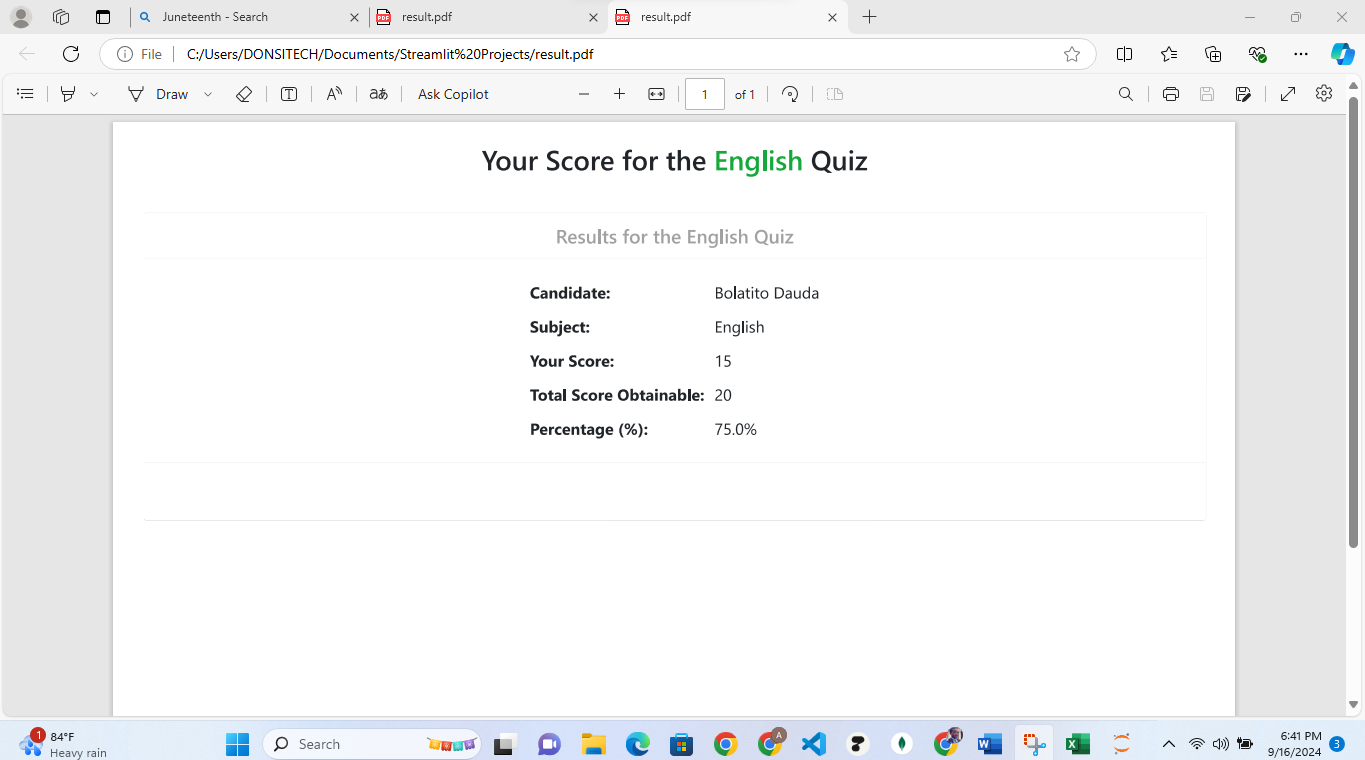 Juneteenth - Search
result.pdf
result.pdf
File
C:/Users/DONSITECH/Documents/Streamlit%20Projects/result.pdf
Draw
Ask Copilot
1
of 1
Your Score for the English Quiz
Results for the English Quiz
Candidate: Bolatito Dauda
Subject: English
Your Score: 15
Total Score Obtainable: 20
Percentage (%): 75.0%
1
84°F
Heavy rain
Search
A
6:41 PM
9/16/2024
3